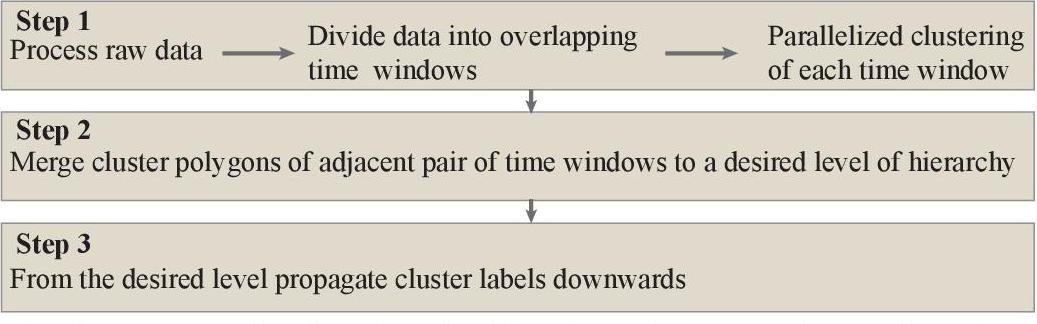 Step 1
Process raw data
Divide data into overlapping
time windows
Parallelized clustering
of each time window
Step 2
Merge cluster polygons of adjacent pair of time windows to a desired level of hierarchy
Step 3
From the desired level propagate cluster labels downwards